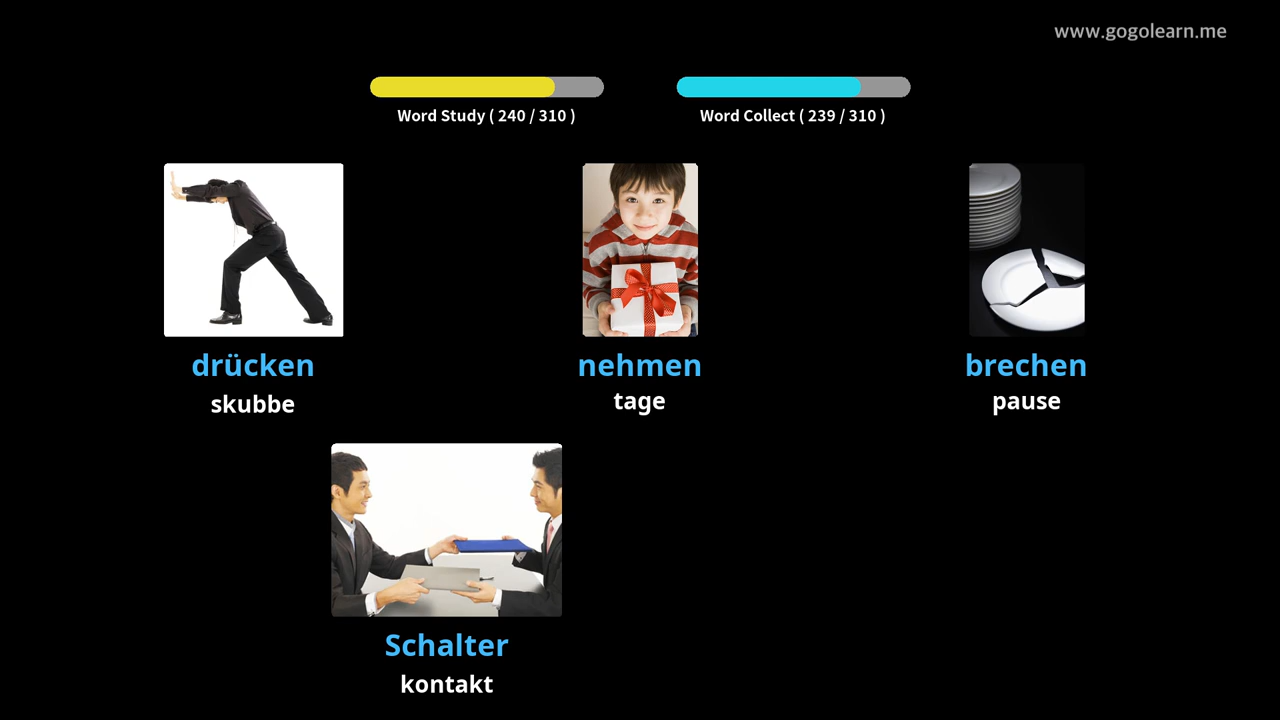 www.gogolearn.me
Word Study ( 240 / 310 )
Word Collect ( 239 / 310 )
drücken
skubbe
nehmen
tage
brechen
pause
Schalter
kontakt